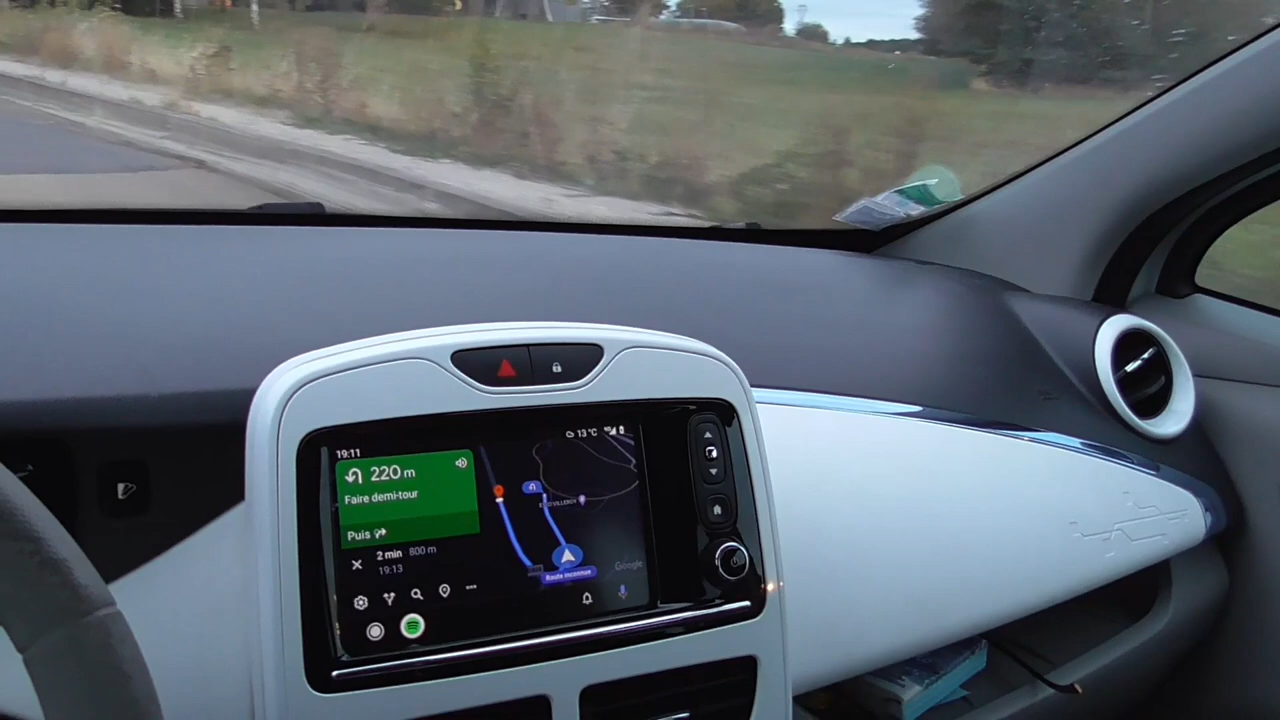 19:11
13 °C
220 m
Faire demi-tour
Puis
2 min 800 m
19:13
Route inconnue
Google